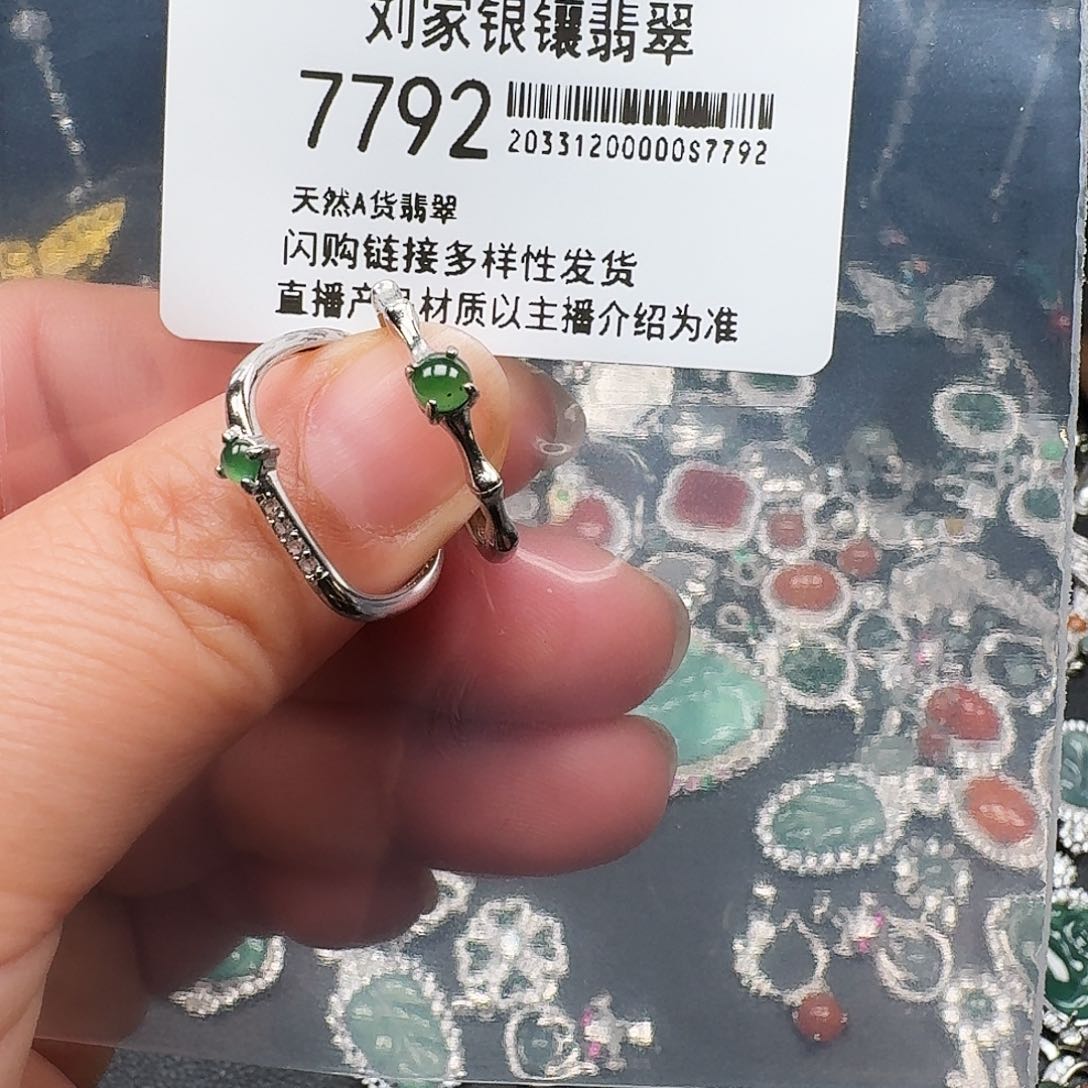 刘家银镶翡翠
7792
20331200000S7792
天然A货翡翠
闪购链接多样性发货
直播产品材质以主播介绍为准